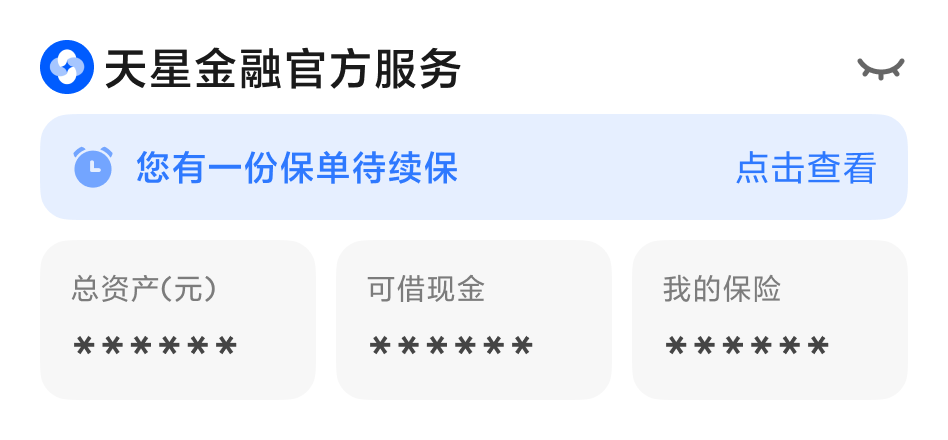 天星金融官方服务
您有一份保单待续保 点击查看
总资产(元) 可借现金 我的保险
****** ****** ******